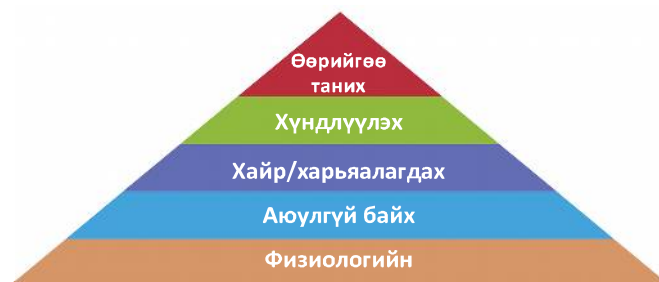 Өөрийгөө
таних
Хүндлүүлэх
Хайр/харьяалагдах
Аюулгүй байх
Физиологийн